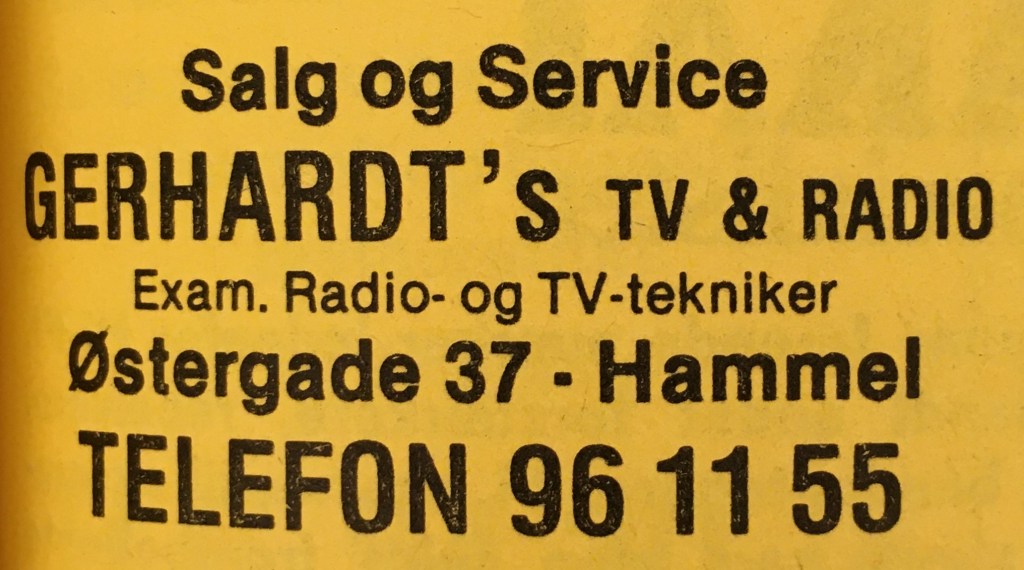 Salg og Service
GERHARDT's TV & RADIO
Exam. Radio- og TV-tekniker
Østergade 37 - Hammel
TELEFON 96 11 55